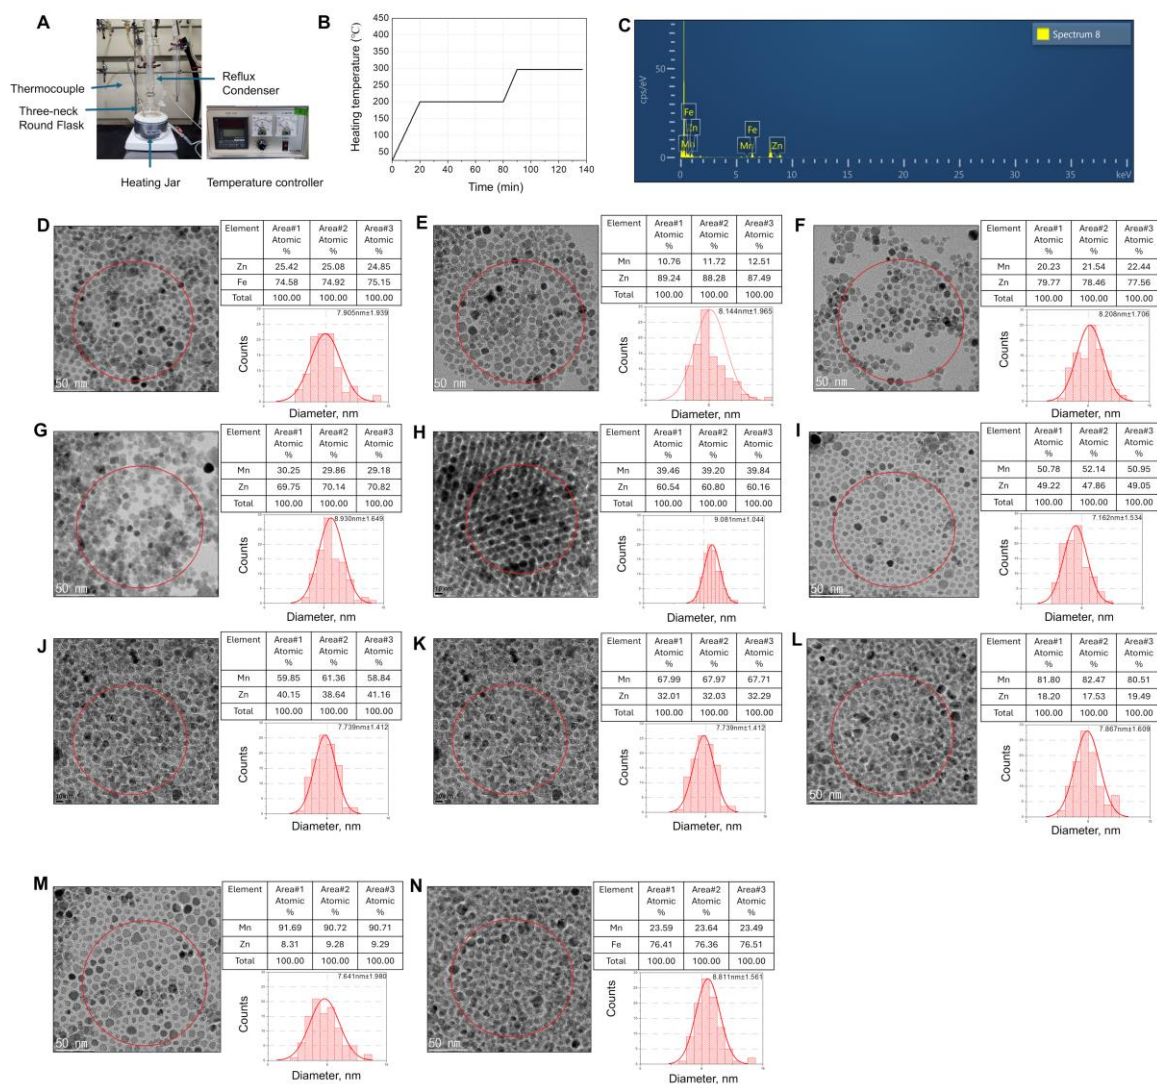 A
Thermocouple
Three-neck
Round Flask
Reflux
Condenser
Heating Jar
Temperature controller
B
Heating temperature (℃)
450
400
350
300
250
200
150
100
50
0 20 40 60 80 100 120 140
Time (min)
C
Spectrum 8
cps/eV
50
0
Fe
Zn
Mn
Mn
Fe
Zn
0 5 10 15 20 25 30 35 keV
D
50 nm
Element Area#1 Atomic % Area#2 Atomic % Area#3 Atomic %
Zn 25.42 25.08 24.85
Fe 74.58 74.92 75.15
Total 100.00 100.00 100.00
7.905nm±1.939
Counts
Diameter, nm
E
50 nm
Element Area#1 Atomic % Area#2 Atomic % Area#3 Atomic %
Mn 10.76 11.72 12.51
Zn 89.24 88.28 87.49
Total 100.00 100.00 100.00
8.144nm±1.965
Counts
Diameter, nm
F
50 nm
Element Area#1 Atomic % Area#2 Atomic % Area#3 Atomic %
Mn 20.23 21.54 22.44
Zn 79.77 78.46 77.56
Total 100.00 100.00 100.00
8.208nm±1.706
Counts
Diameter, nm
G
50 nm
Element Area#1 Atomic % Area#2 Atomic % Area#3 Atomic %
Mn 30.25 29.86 29.18
Zn 69.75 70.14 70.82
Total 100.00 100.00 100.00
8.930nm±1.649
Counts
Diameter, nm
H
Element Area#1 Atomic % Area#2 Atomic % Area#3 Atomic %
Mn 39.46 39.20 39.84
Zn 60.54 60.80 60.16
Total 100.00 100.00 100.00
9.081nm±1.044
Counts
Diameter, nm
I
50 nm
Element Area#1 Atomic % Area#2 Atomic % Area#3 Atomic %
Mn 50.78 52.14 50.95
Zn 49.22 47.86 49.05
Total 100.00 100.00 100.00
7.162nm±1.534
Counts
Diameter, nm
J
Element Area#1 Atomic % Area#2 Atomic % Area#3 Atomic %
Mn 59.85 61.36 58.84
Zn 40.15 38.64 41.16
Total 100.00 100.00 100.00
7.739nm±1.412
Counts
Diameter, nm
K
Element Area#1 Atomic % Area#2 Atomic % Area#3 Atomic %
Mn 67.99 67.97 67.71
Zn 32.01 32.03 32.29
Total 100.00 100.00 100.00
7.739nm±1.412
Counts
Diameter, nm
L
50 nm
Element Area#1 Atomic % Area#2 Atomic % Area#3 Atomic %
Mn 81.80 82.47 80.51
Zn 18.20 17.53 19.49
Total 100.00 100.00 100.00
7.867nm±1.609
Counts
Diameter, nm
M
50 nm
Element Area#1 Atomic % Area#2 Atomic % Area#3 Atomic %
Mn 91.69 90.72 90.71
Zn 8.31 9.28 9.29
Total 100.00 100.00 100.00
7.641nm±1.980
Counts
Diameter, nm
N
50 nm
Element Area#1 Atomic % Area#2 Atomic % Area#3 Atomic %
Mn 23.59 23.64 23.49
Fe 76.41 76.36 76.51
Total 100.00 100.00 100.00
8.811nm±1.561
Counts
Diameter, nm